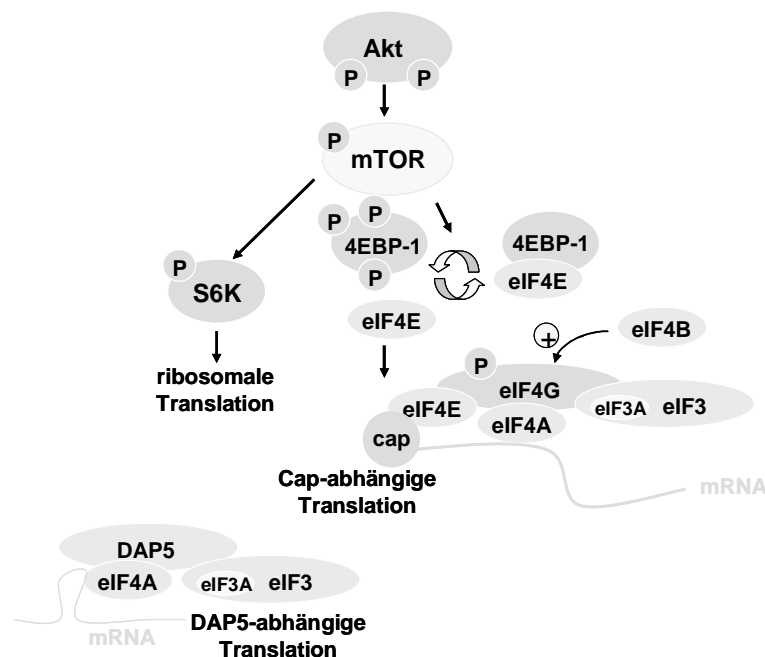 Akt
P
P
P
mTOR
P
P
4EBP-1
P
4EBP-1
eIF4E
P
S6K
eIF4E
eIF4B
+
ribosomale
Translation
P
eIF4G
eIF4E
eIF3A
eIF3
eIF4A
cap
mRNA
Cap-abhängige
Translation
DAP5
eIF4A
eIF3A
eIF3
mRNA
DAP5-abhängige
Translation